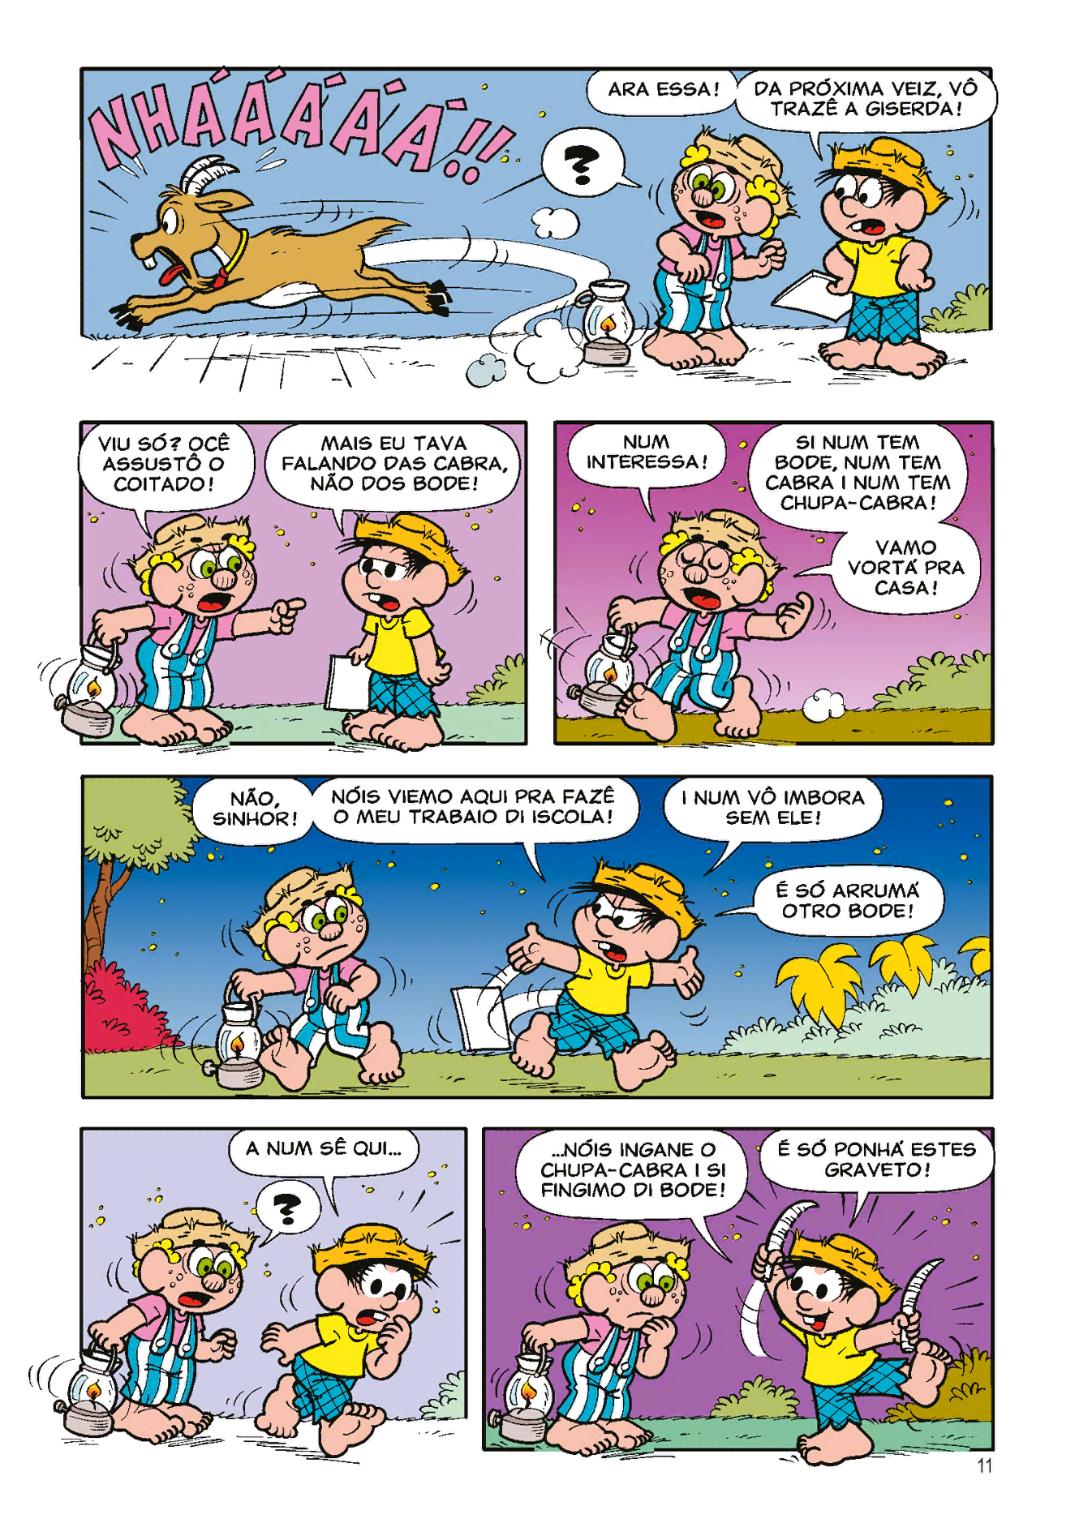 NHÁÁÁÁÁ!!
?
ARA ESSA!
DA PRÓXIMA VEIZ, VÔ
TRAZÊ A GISERDA!
VIU SÓ? OCÊ
ASSUSTÔ O
COITADO!
MAIS EU TAVA
FALANDO DAS CABRA,
NÃO DOS BODE!
NUM
INTERESSA!
SI NUM TEM
BODE, NUM TEM
CABRA I NUM TEM
CHUPA-CABRA!
VAMO
VORTÁ PRA
CASA!
NÃO,
SINHOR!
NÓIS VIEMO AQUI PRA FAZÊ
O MEU TRABAIO DI ISCOLA!
I NUM VÔ IMBORA
SEM ELE!
É SÓ ARRUMÁ
OTRO BODE!
A NUM SÊ QUI...
?
...NÓIS INGANE O
CHUPA-CABRA I SI
FINGIMO DI BODE!
É SÓ PONHÁ ESTES
GRAVETO!
11